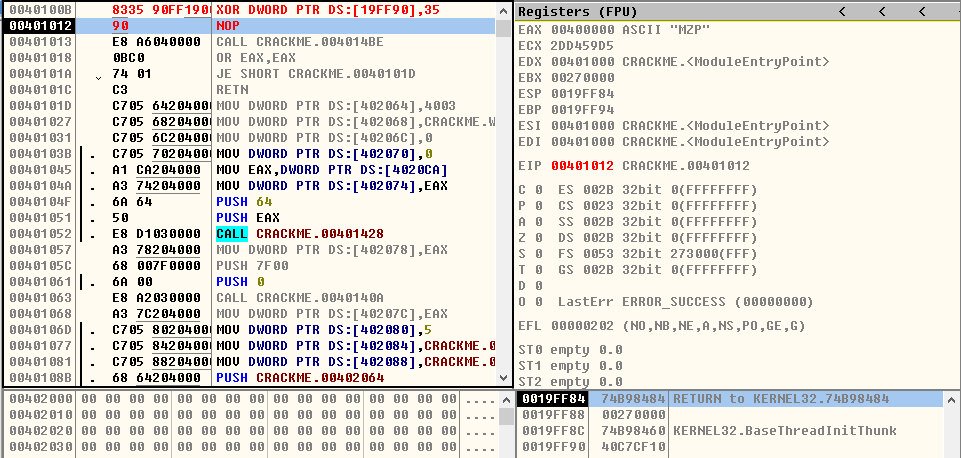 0040100B 8335 90FF1900 XOR DWORD PTR DS:[19FF90],35
00401012 90 NOP
00401013 E8 A6040000 CALL CRACKME.004014BE
00401018 0BC0 OR EAX,EAX
0040101A 74 01 JE SHORT CRACKME.0040101D
0040101C C3 RETN
0040101D C705 64204000 MOV DWORD PTR DS:[402064],4003
00401027 C705 68204000 MOV DWORD PTR DS:[402068],CRACKME.W
00401031 C705 6C204000 MOV DWORD PTR DS:[40206C],0
0040103B . C705 70204000 MOV DWORD PTR DS:[402070],0
00401045 . A1 CA204000 MOV EAX,DWORD PTR DS:[4020CA]
0040104A . A3 74204000 MOV DWORD PTR DS:[402074],EAX
0040104F . 6A 64 PUSH 64
00401051 . 50 PUSH EAX
00401052 . E8 D1030000 CALL CRACKME.00401428
00401057 A3 78204000 MOV DWORD PTR DS:[402078],EAX
0040105C 68 007F0000 PUSH 7F00
00401061 . 6A 00 PUSH 0
00401063 E8 A2030000 CALL CRACKME.0040140A
00401068 A3 7C204000 MOV DWORD PTR DS:[40207C],EAX
0040106D . C705 80204000 MOV DWORD PTR DS:[402080],5
00401077 . C705 84204000 MOV DWORD PTR DS:[402084],CRACKME.0
00401081 . C705 88204000 MOV DWORD PTR DS:[402088],CRACKME.0
0040108B . 68 64204000 PUSH CRACKME.00402064
Registers (FPU) < < <
EAX 00400000 ASCII "MZP"
ECX 2DD459D5
EDX 00401000 CRACKME.<ModuleEntryPoint>
EBX 00270000
ESP 0019FF84
EBP 0019FF94
ESI 00401000 CRACKME.<ModuleEntryPoint>
EDI 00401000 CRACKME.<ModuleEntryPoint>
EIP 00401012 CRACKME.00401012
C 0 ES 002B 32bit 0(FFFFFFFF)
P 0 CS 0023 32bit 0(FFFFFFFF)
A 0 SS 002B 32bit 0(FFFFFFFF)
Z 0 DS 002B 32bit 0(FFFFFFFF)
S 0 FS 0053 32bit 273000(FFF)
T 0 GS 002B 32bit 0(FFFFFFFF)
D 0
O 0 LastErr ERROR_SUCCESS (00000000)
EFL 00000202 (NO,NB,NE,A,NS,PO,GE,G)
ST0 empty 0.0
ST1 empty 0.0
ST2 empty 0.0
00402000 00 00 00 00 00 00 00 00 00 00 00 00 00 00 00 00 ....
00402010 00 00 00 00 00 00 00 00 00 00 00 00 00 00 00 00 ....
00402020 00 00 00 00 00 00 00 00 00 00 00 00 00 00 00 00 ....
00402030 00 00 00 00 00 00 00 00 00 00 00 00 00 00 00 00 ....
0019FF84 74B98484 RETURN to KERNEL32.74B98484
0019FF88 00270000
0019FF8C 74B98460 KERNEL32.BaseThreadInitThunk
0019FF90 40C7CF10